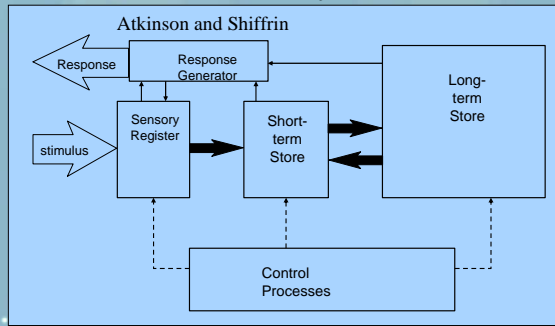 Atkinson and Shiffrin
Response
Response
Generator
Long-
term
Store
Sensory
Register
Short-
term
Store
stimulus
Control
Processes